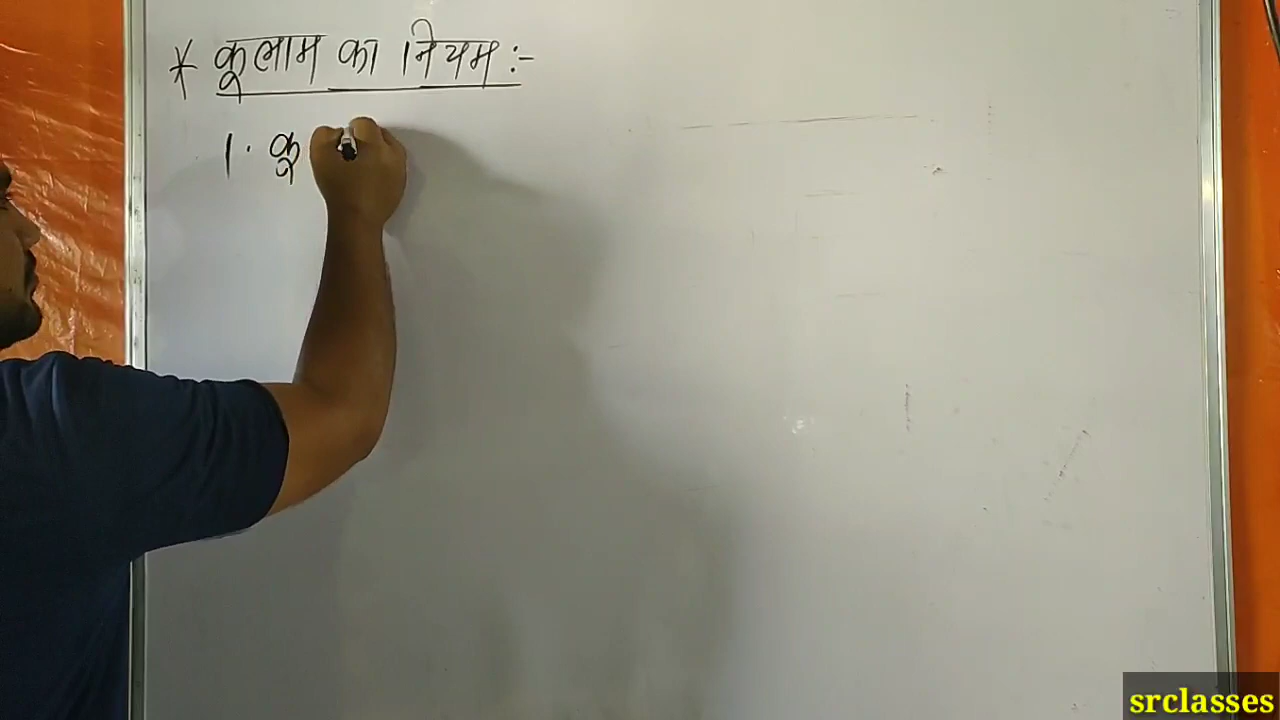 * कूलाम का नियम :-
1. कू
srclasses